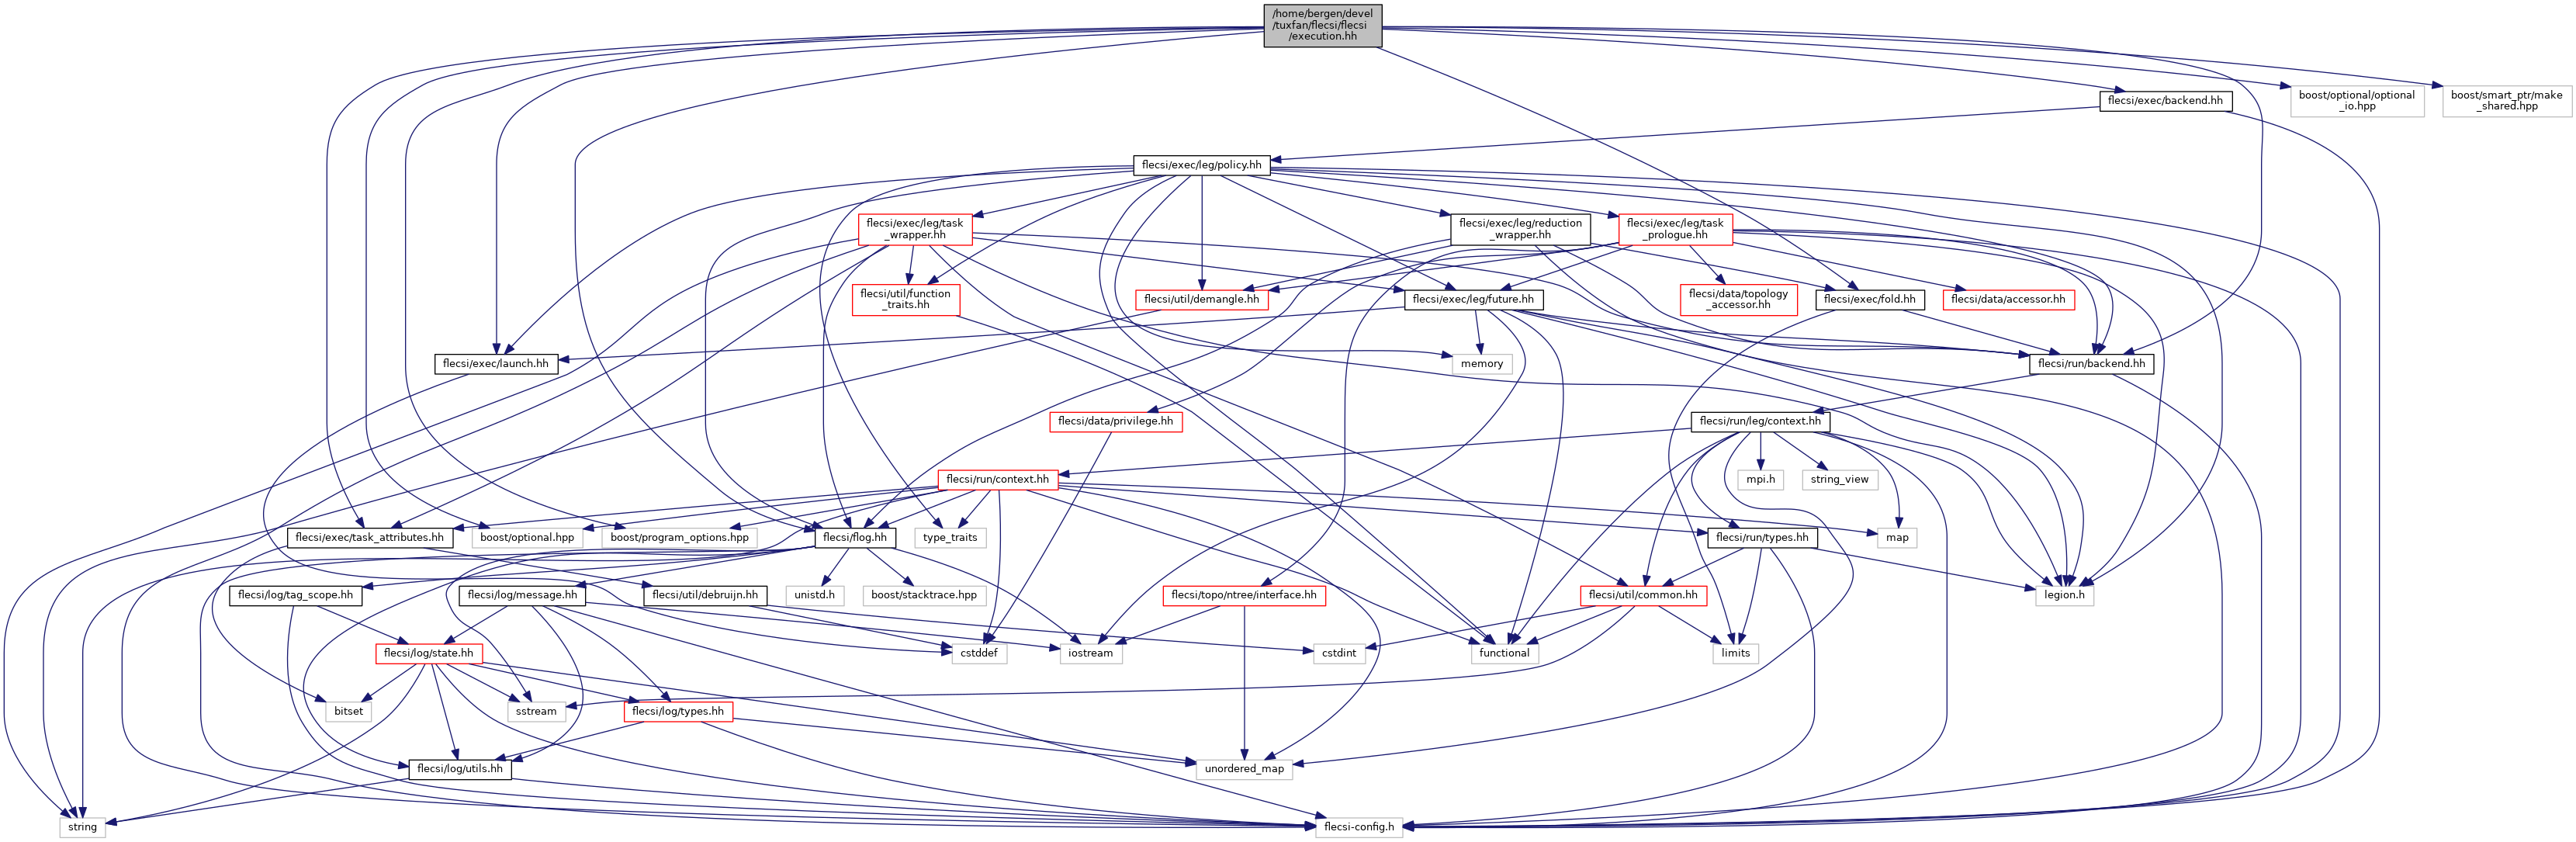 /home/bergen/devel
/tuxfan/flecsi/flecsi
/execution.hh
flecsi/exec/backend.hh
boost/optional/optional
_io.hpp
boost/smart_ptr/make
_shared.hpp
flecsi/exec/leg/policy.hh
flecsi/exec/leg/task
_wrapper.hh
flecsi/exec/leg/reduction
_wrapper.hh
flecsi/exec/leg/task
_prologue.hh
flecsi/util/function
_traits.hh
flecsi/util/demangle.hh
flecsi/exec/leg/future.hh
flecsi/data/topology
_accessor.hh
flecsi/exec/fold.hh
flecsi/data/accessor.hh
flecsi/exec/launch.hh
memory
flecsi/run/backend.hh
flecsi/data/privilege.hh
flecsi/run/leg/context.hh
flecsi/run/context.hh
mpi.h
string_view
flecsi/exec/task_attributes.hh
boost/optional.hpp
boost/program_options.hpp
flecsi/flog.hh
type_traits
flecsi/run/types.hh
map
flecsi/log/tag_scope.hh
flecsi/log/message.hh
flecsi/util/debruijn.hh
unistd.h
boost/stacktrace.hpp
flecsi/topo/ntree/interface.hh
flecsi/util/common.hh
legion.h
flecsi/log/state.hh
cstddef
iostream
cstdint
functional
limits
bitset
sstream
flecsi/log/types.hh
flecsi/log/utils.hh
unordered_map
string
flecsi-config.h